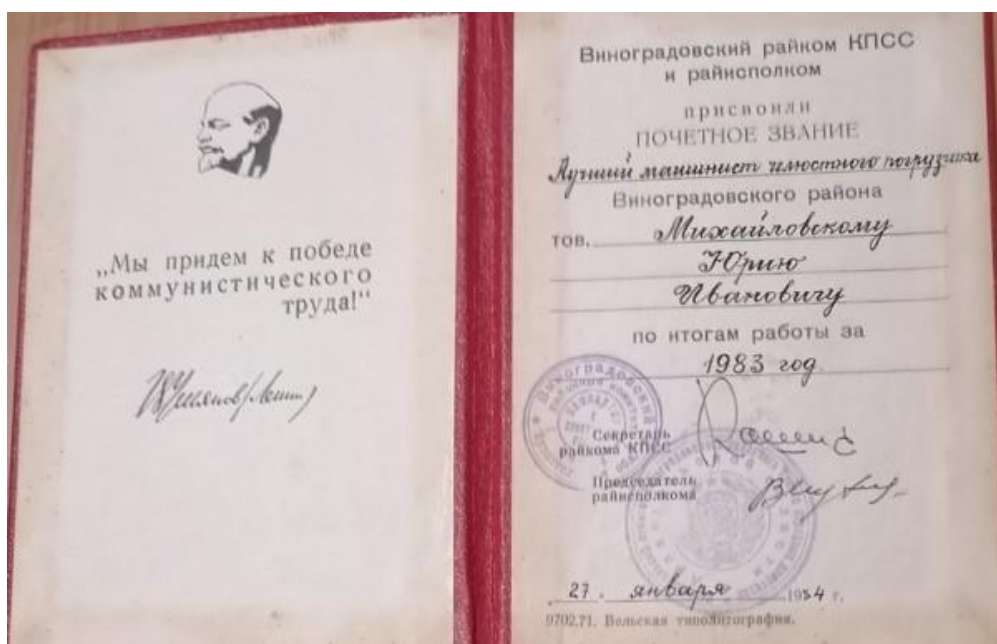 „Мы придем к победе
коммунистического
труда!“
Виноградовский райком КПСС
и райисполком
присвоили
ПОЧЕТНОЕ ЗВАНИЕ
Лучший машинист челюстного погрузчика
Виноградовского района
тов. Михайловскому
Юрию
Ивановичу
по итогам работы за
1983 год
Секретарь
райкома КПСС
Председатель
райисполкома
27. января 1984 г.
9702.71. Вельская типолитография.